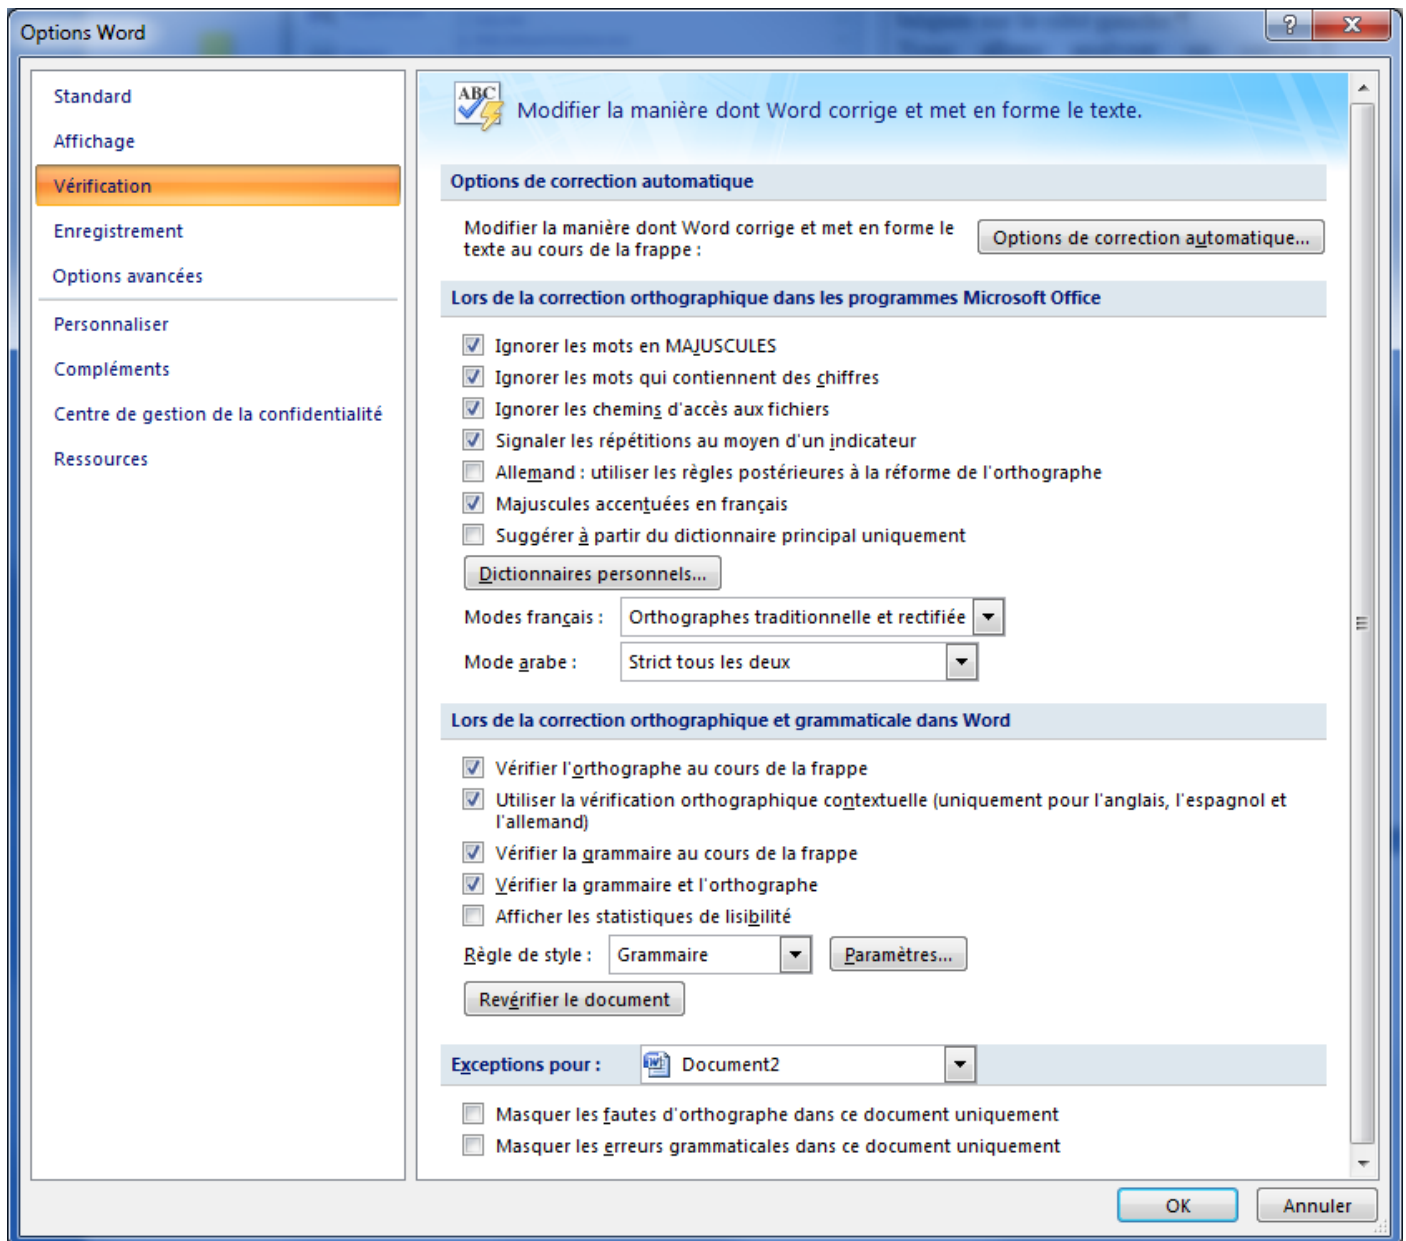 Options Word
Standard
Affichage
Vérification
Enregistrement
Options avancées
Personnaliser
Compléments
Centre de gestion de la confidentialité
Ressources
ABC
Modifier la manière dont Word corrige et met en forme le texte.
Options de correction automatique
Modifier la manière dont Word corrige et met en forme le
texte au cours de la frappe :
Options de correction automatique...
Lors de la correction orthographique dans les programmes Microsoft Office
Ignorer les mots en MAJUSCULES
Ignorer les mots qui contiennent des chiffres
Ignorer les chemins d'accès aux fichiers
Signaler les répétitions au moyen d'un indicateur
Allemand : utiliser les règles postérieures à la réforme de l'orthographe
Majuscules accentuées en français
Suggérer à partir du dictionnaire principal uniquement
Dictionnaires personnels...
Modes français : Orthographes traditionnelle et rectifiée
Mode arabe : Strict tous les deux
Lors de la correction orthographique et grammaticale dans Word
Vérifier l'orthographe au cours de la frappe
Utiliser la vérification orthographique contextuelle (uniquement pour l'anglais, l'espagnol et
l'allemand)
Vérifier la grammaire au cours de la frappe
Vérifier la grammaire et l'orthographe
Afficher les statistiques de lisibilité
Règle de style : Grammaire Paramètres...
Revérifier le document
Exceptions pour : Document2
Masquer les fautes d'orthographe dans ce document uniquement
Masquer les erreurs grammaticales dans ce document uniquement
OK Annuler